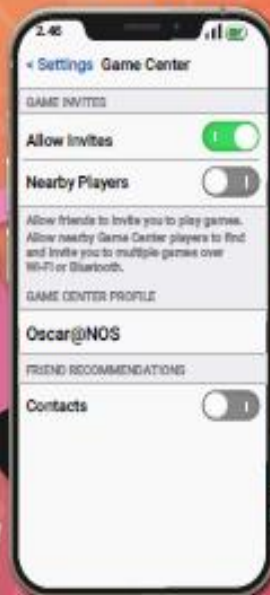 2.46
< Settings Game Center
GAME INVITES
Allow Invites
Nearby Players
Allow friends to invite you to play games.
Allow nearby Game Center players to find
and invite you to multiple games over
Wi-Fi or Bluetooth.
GAME CENTER PROFILE
Oscar@NOS
FRIEND RECOMMENDATIONS
Contacts